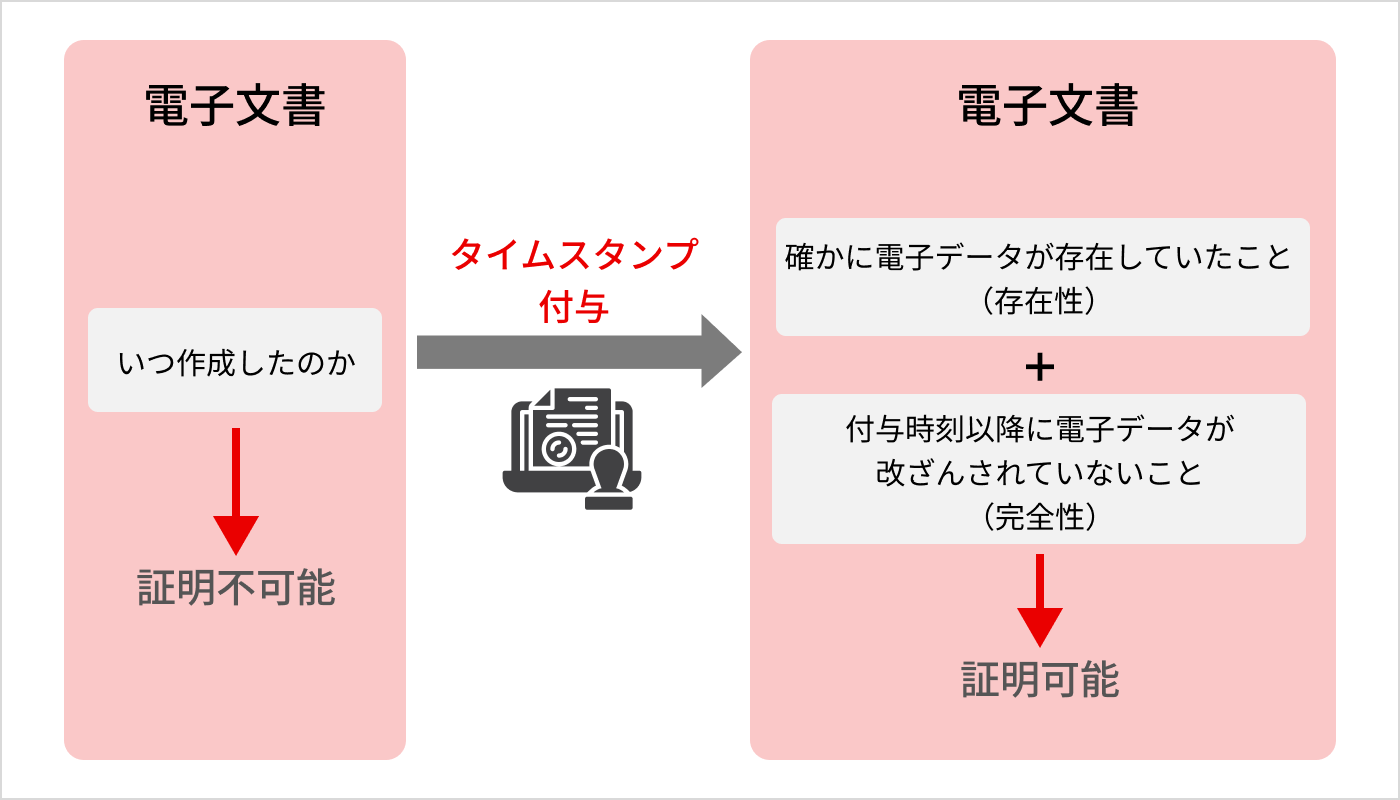 電子文書
いつ作成したのか
証明不可能
タイムスタンプ
付与
電子文書
確かに電子データが存在していたこと
（存在性）
+
付与時刻以降に電子データが
改ざんされていないこと
（完全性）
証明可能